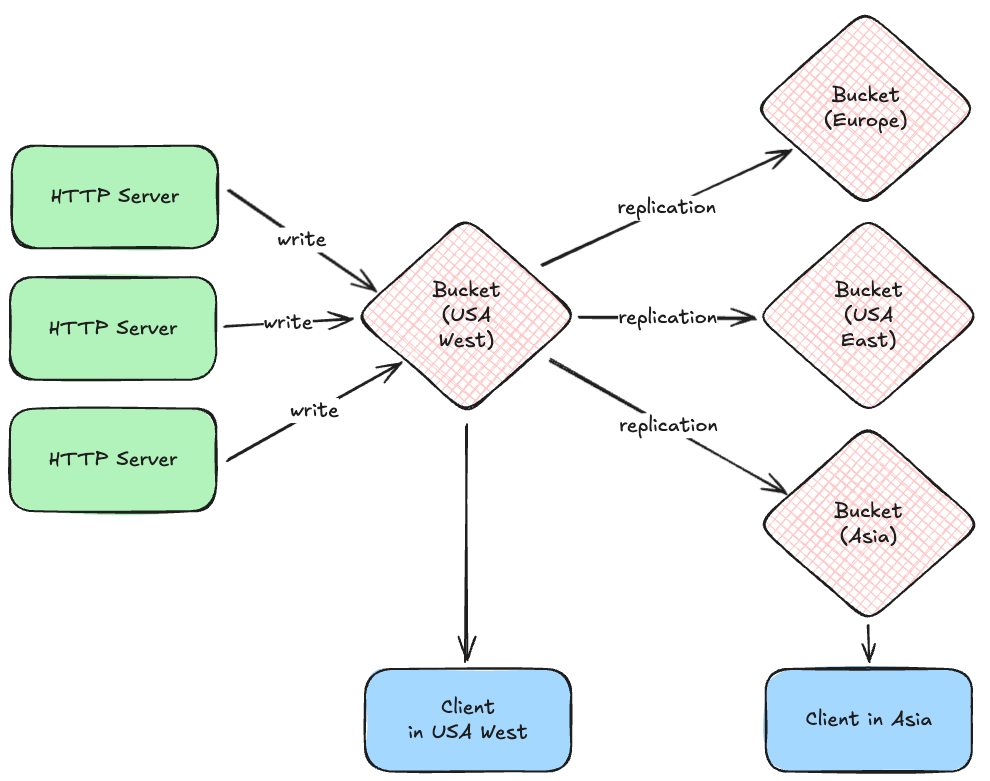 Bucket
(Europe)
HTTP Server
replication
write
Bucket
(USA
West)
Bucket
(USA
East)
HTTP Server
write
replication
write
replication
HTTP Server
Bucket
(Asia)
Client
in USA West
Client in Asia